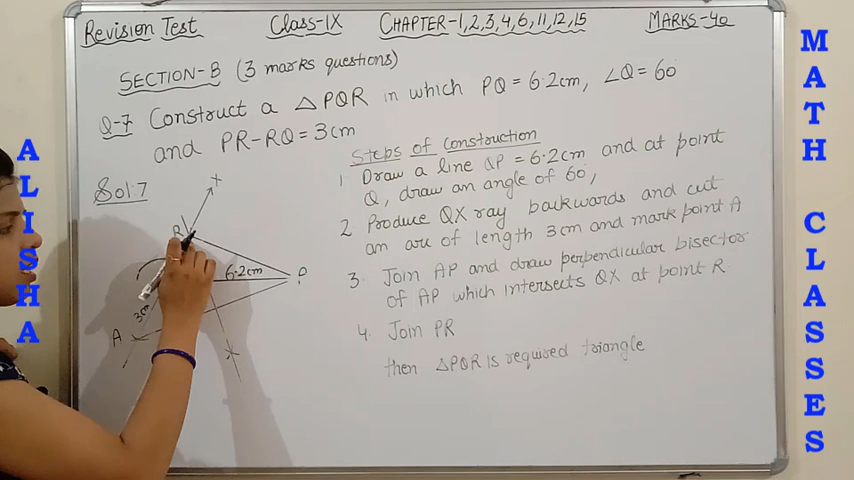 Revision Test Class-IX CHAPTER-1,2,3,4,6,11,12,15 MARKS-40
SECTION-B (3 marks questions)
Q-7 Construct a △PQR in which PQ = 6.2cm, ∠Q = 60°
and PR-RQ = 3cm
Sol:7
Steps of construction
1. Draw a line QP = 6.2cm and at point
Q, draw an angle of 60°,
2 Produce QX ray backwards and cut
an arc of length 3cm and mark point A
3. Join AP and draw perpendicular bisector
of AP which intersects QX at point R
4. Join PR
then △PQR is required triangle
X
R
6.2cm
P
3cm
A
ALISHA
MATH CLASSES